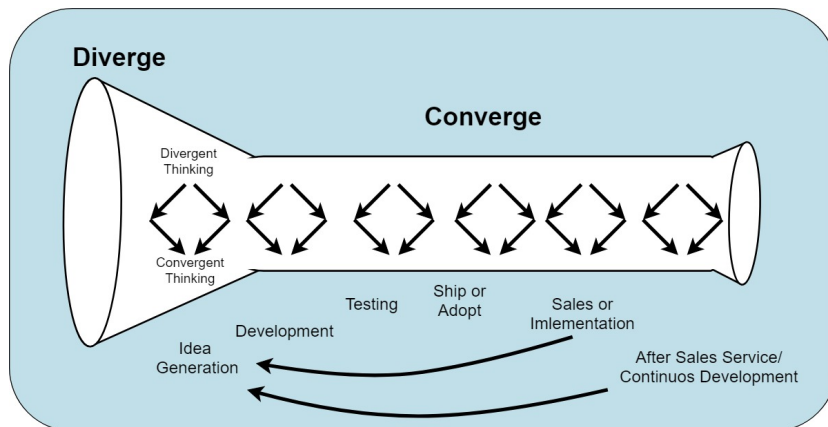 Diverge
Converge
Divergent
Thinking
Convergent
Thinking
Idea
Generation
Development
Testing
Ship or
Adopt
Sales or
Imlementation
After Sales Service/
Continuos Development